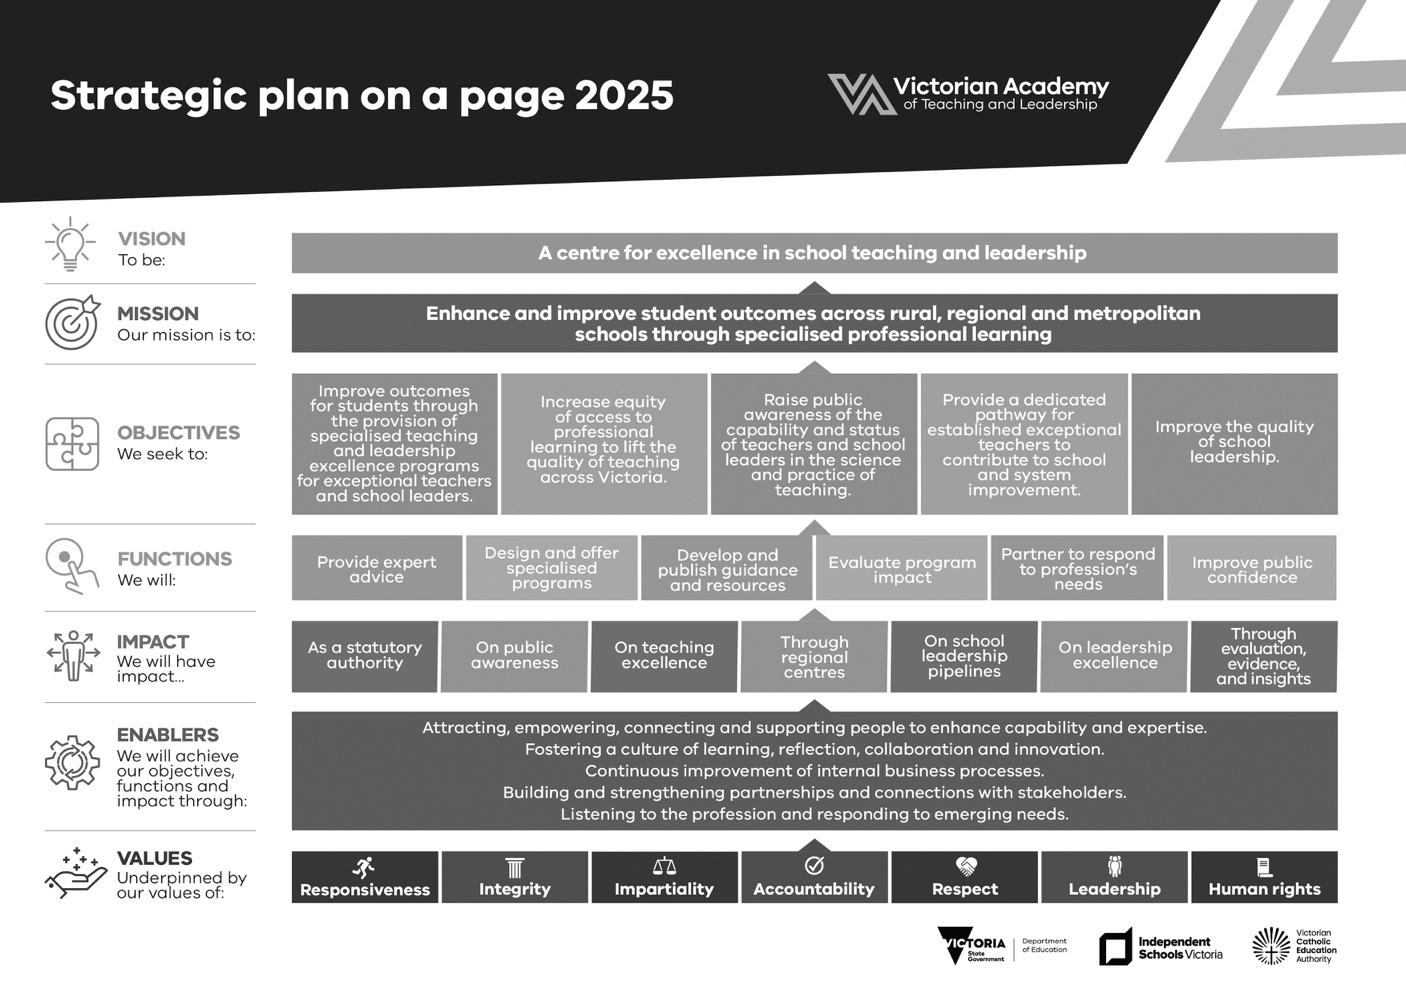 Strategic plan on a page 2025
Victorian Academy
of Teaching and Leadership
VISION
To be:
A centre for excellence in school teaching and leadership
MISSION
Our mission is to:
Enhance and improve student outcomes across rural, regional and metropolitan
schools through specialised professional learning
OBJECTIVES
We seek to:
Improve outcomes
for students through
the provision of
specialised teaching
and leadership
excellence programs
for exceptional teachers
and school leaders.
Increase equity
of access to
professional
learning to lift the
quality of teaching
across Victoria.
Raise public
awareness of the
capability and status
of teachers and school
leaders in the science
and practice of
teaching.
Provide a dedicated
pathway for
established exceptional
teachers to
contribute to school
and system
improvement.
Improve the quality
of school
leadership.
FUNCTIONS
We will:
Provide expert
advice
Design and offer
specialised
programs
Develop and
publish guidance
and resources
Evaluate program
impact
Partner to respond
to profession's
needs
Improve public
confidence
IMPACT
We will have
impact...
As a statutory
authority
On public
awareness
On teaching
excellence
Through
regional
centres
On school
leadership
pipelines
On leadership
excellence
Through
evaluation,
evidence,
and insights
ENABLERS
We will achieve
our objectives,
functions and
impact through:
Attracting, empowering, connecting and supporting people to enhance capability and expertise.
Fostering a culture of learning, reflection, collaboration and innovation.
Continuous improvement of internal business processes.
Building and strengthening partnerships and connections with stakeholders.
Listening to the profession and responding to emerging needs.
VALUES
Underpinned by
our values of:
Responsiveness
Integrity
Impartiality
Accountability
Respect
Leadership
Human rights
VICTORIA
State
Government
Department
of Education
Independent
Schools Victoria
Victorian
Catholic
Education
Authority